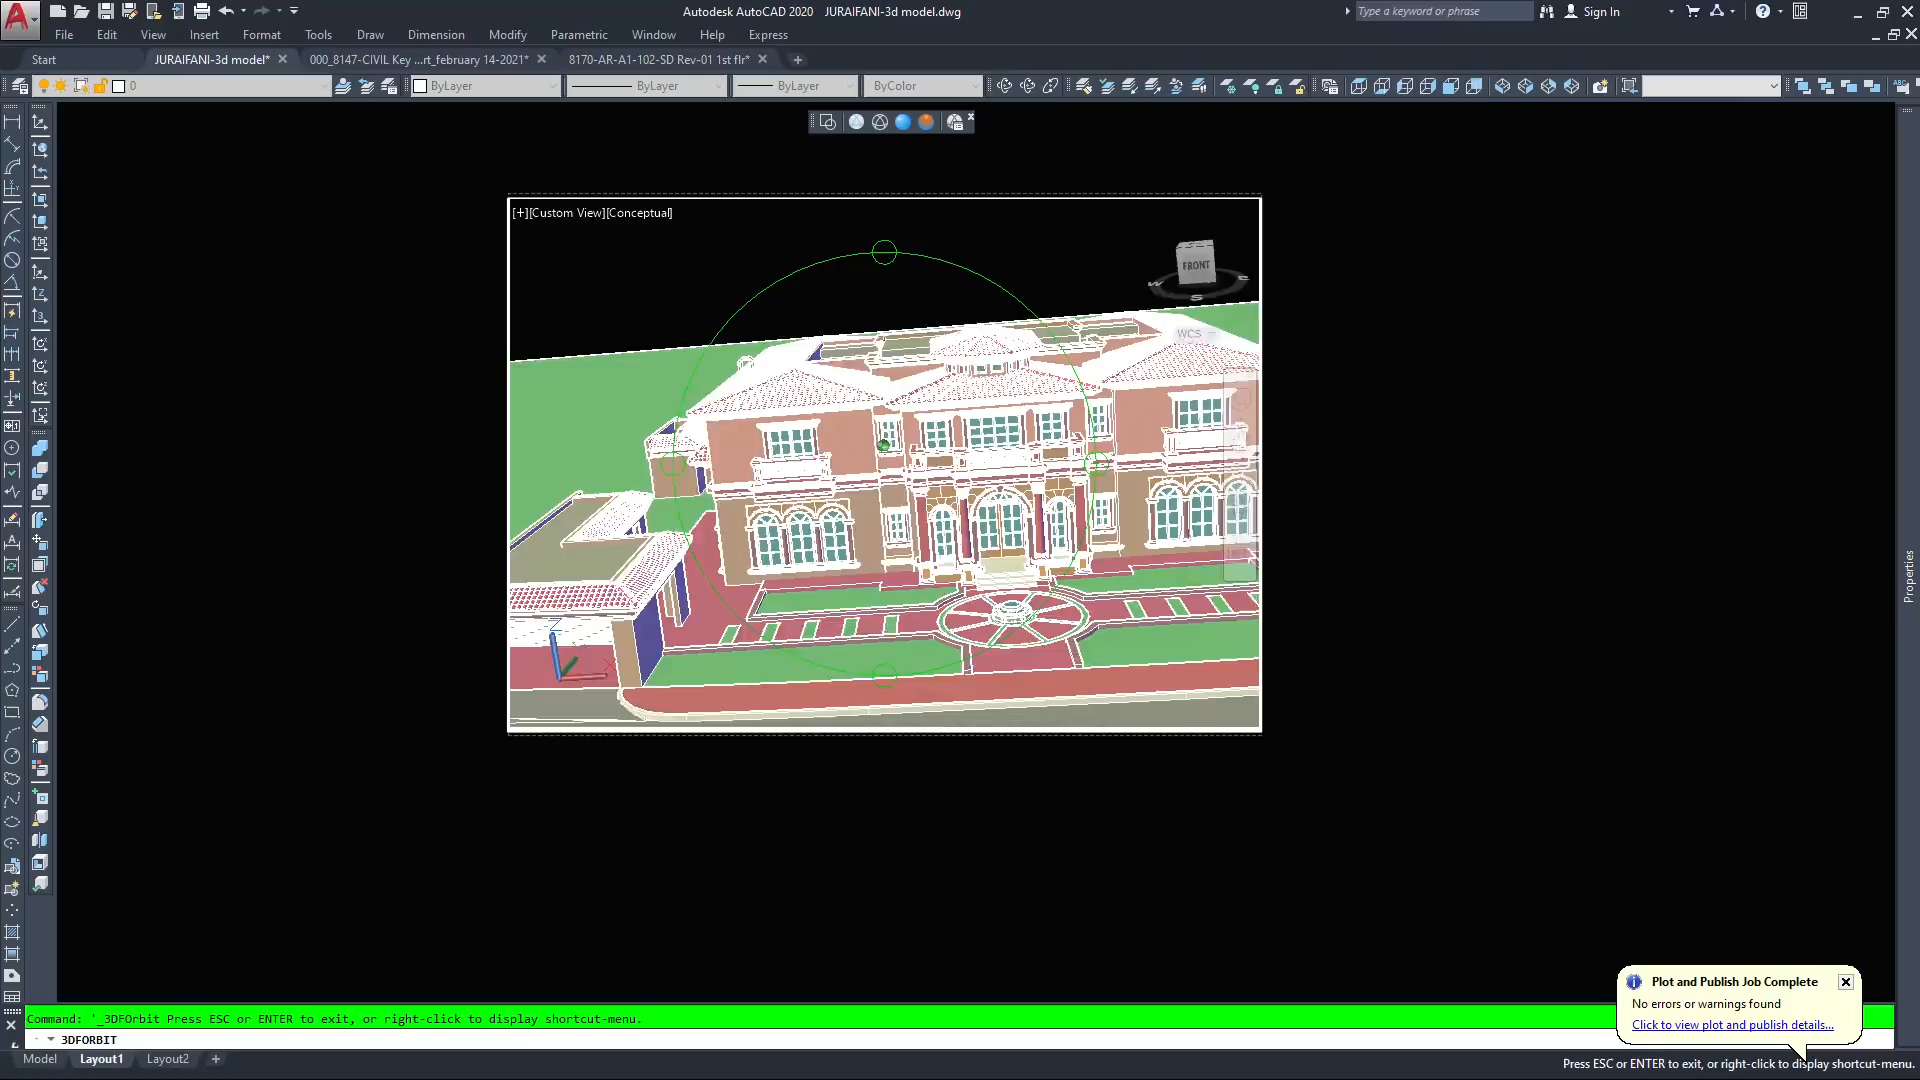 Autodesk AutoCAD 2020   JURAIFANI-3d model.dwg
Type a keyword or phrase
Sign In
File Edit View Insert Format Tools Draw Dimension Modify Parametric Window Help Express
Start
JURAIFANI-3d model*
000_8147-CIVIL Key ...rt_february 14-2021*
8170-AR-A1-102-SD Rev-01 1st flr*
0
ByLayer
ByLayer
ByLayer
ByColor
[+][Custom View][Conceptual]
FRONT
W
S
WCS
Z
X
Properties
Plot and Publish Job Complete
No errors or warnings found
Click to view plot and publish details...
Command: '_3DFOrbit Press ESC or ENTER to exit, or right-click to display shortcut-menu.
3DFORBIT
Model Layout1 Layout2
Press ESC or ENTER to exit, or right-click to display shortcut-menu.